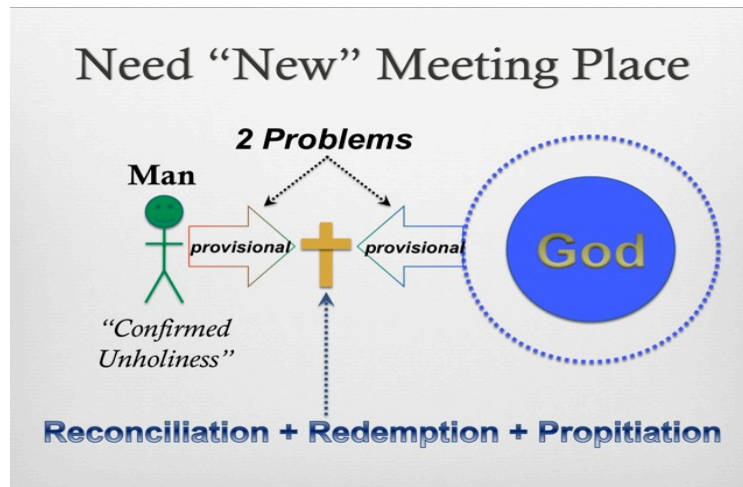 Need “New” Meeting Place
2 Problems
Man
provisional
provisional
God
“Confirmed
Unholiness”
Reconciliation + Redemption + Propitiation